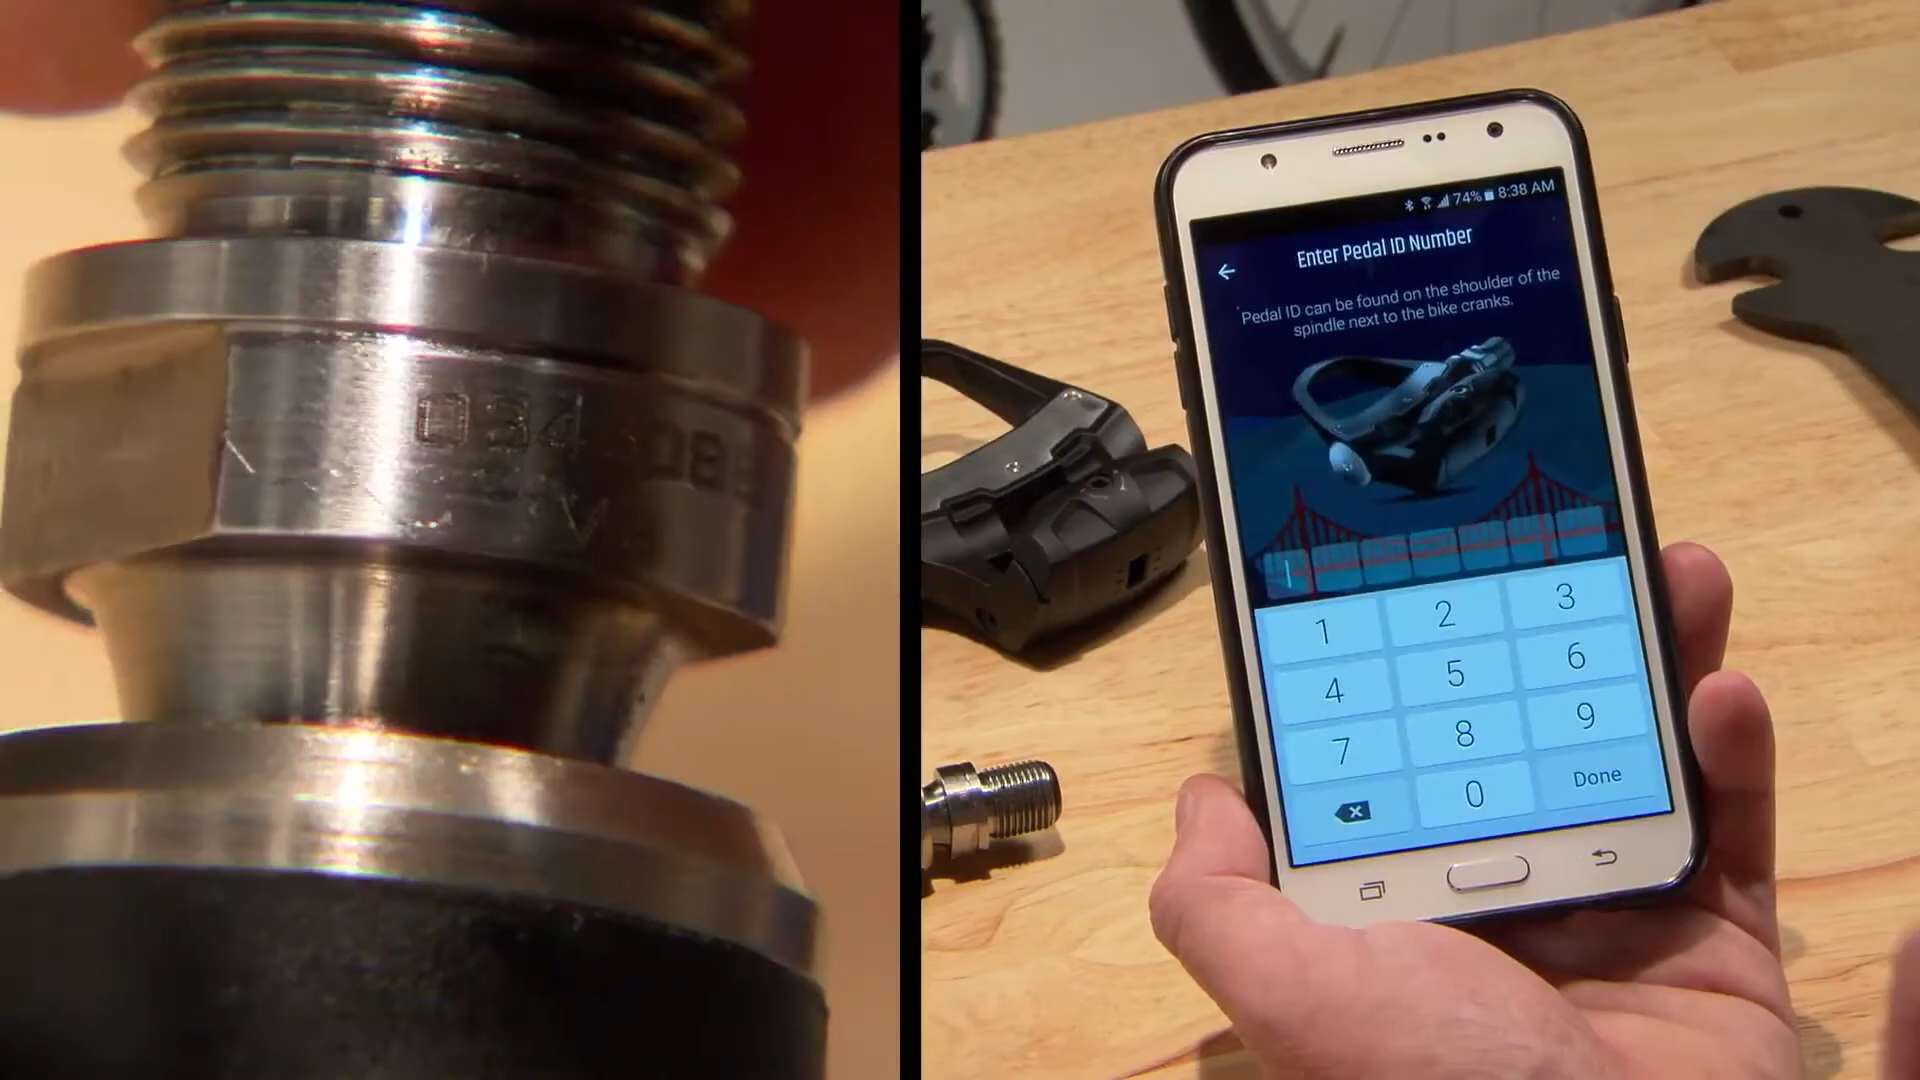 034 08
74% 8:38 AM
Enter Pedal ID Number
Pedal ID can be found on the shoulder of the
spindle next to the bike cranks.
1 2 3
4 5 6
7 8 9
0 Done